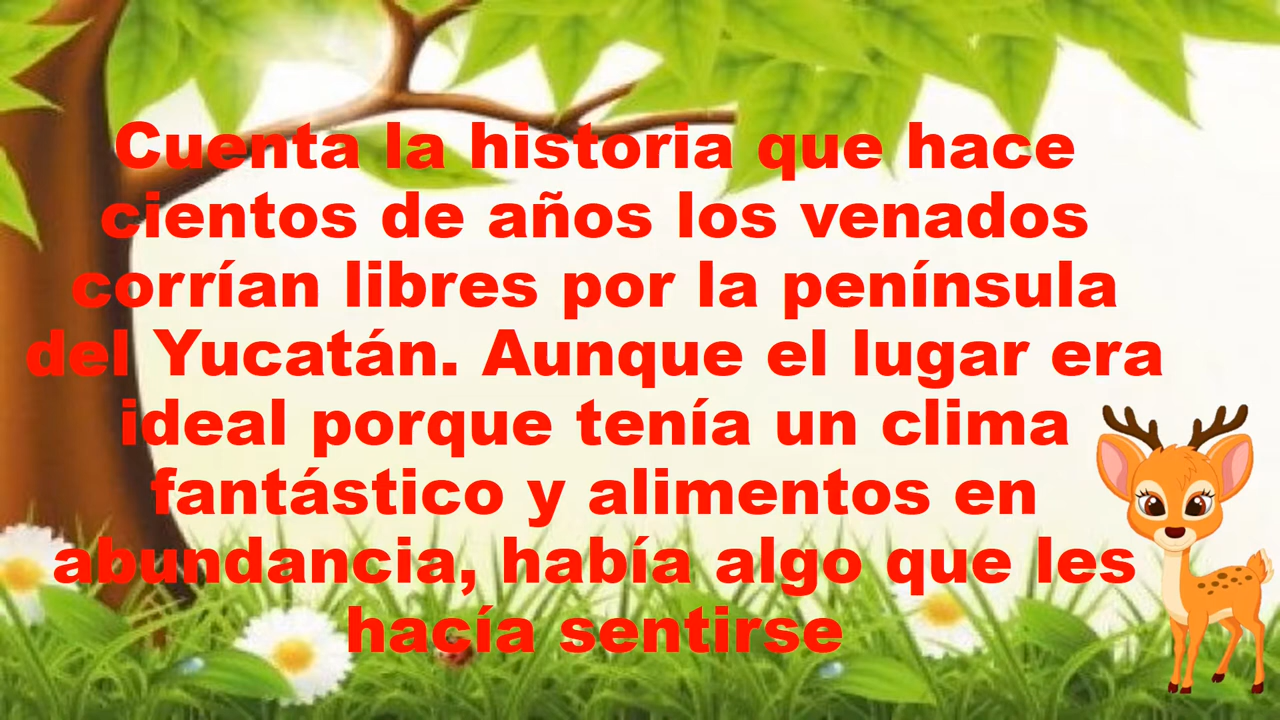 Cuenta la historia que hace
cientos de años los venados
corrían libres por la península
del Yucatán. Aunque el lugar era
ideal porque tenía un clima
fantástico y alimentos en
abundancia, había algo que les
hacía sentirse